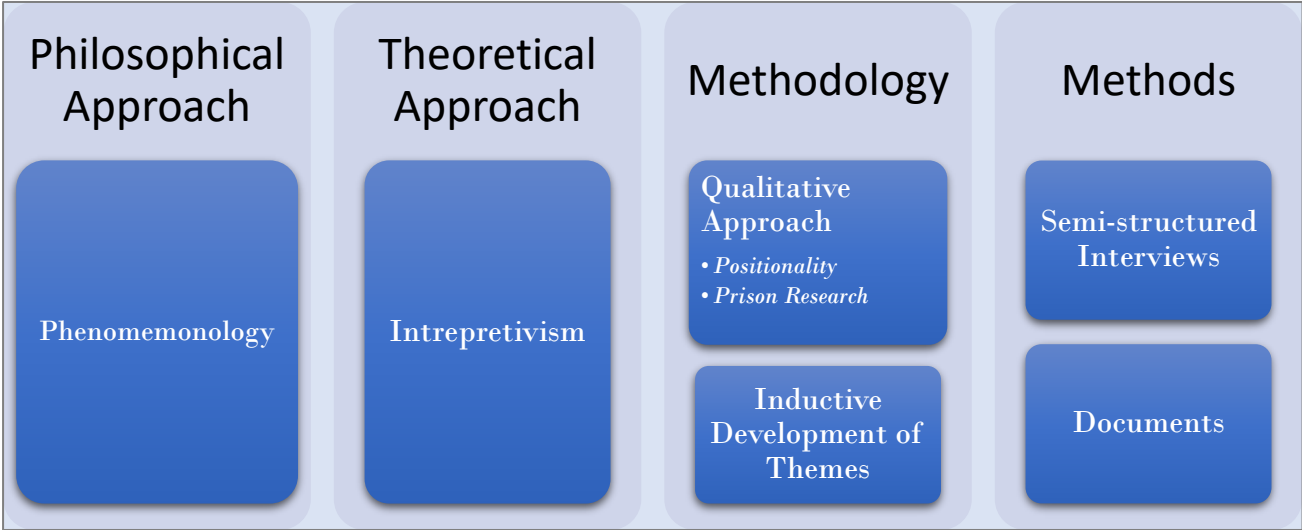 Philosophical
Approach
Phenomemonology
Theoretical
Approach
Intrepretivism
Methodology
Qualitative
Approach
• Positionality
• Prison Research
Inductive
Development of
Themes
Methods
Semi-structured
Interviews
Documents